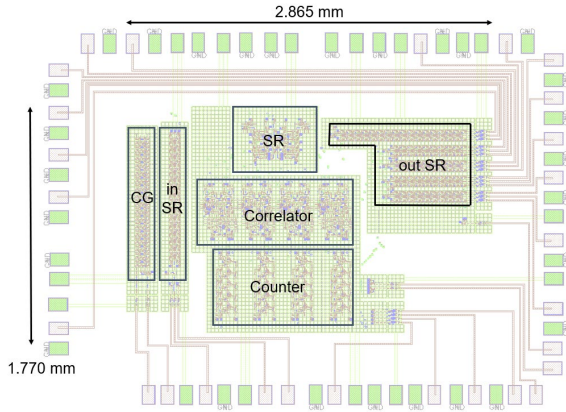 2.865 mm
GND
GND
GND
GND
GND
GND
GND
GND
GND
SR
out SR
CG
in
SR
Correlator
Counter
1.770 mm
GND
GND
GND
GND
GND